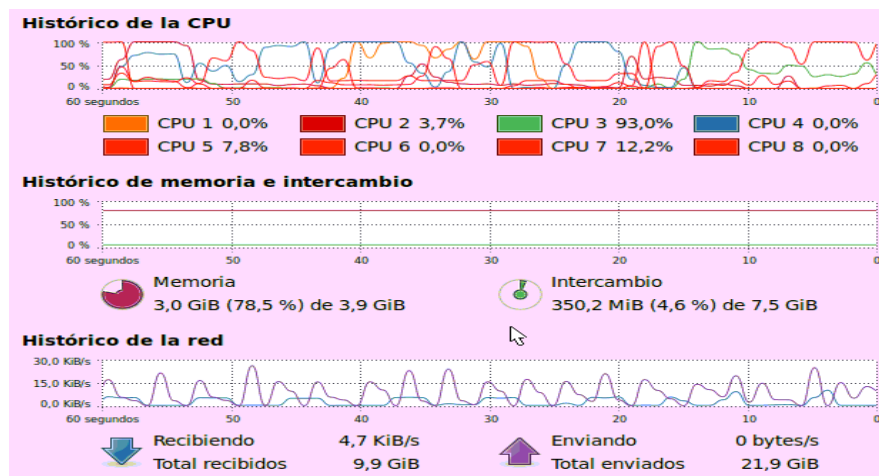 Histórico de la CPU
100 %
50 %
0 %
60 segundos 50 40 30 20 10 0
CPU 1 0,0% CPU 2 3,7% CPU 3 93,0% CPU 4 0,0%
CPU 5 7,8% CPU 6 0,0% CPU 7 12,2% CPU 8 0,0%
Histórico de memoria e intercambio
100 %
50 %
0 %
60 segundos 50 40 30 20 10 0
Memoria Intercambio
3,0 GiB (78,5 %) de 3,9 GiB 350,2 MiB (4,6 %) de 7,5 GiB
Histórico de la red
30,0 KiB/s
15,0 KiB/s
0,0 KiB/s
60 segundos 50 40 30 20 10 0
Recibiendo 4,7 KiB/s Enviando 0 bytes/s
Total recibidos 9,9 GiB Total enviados 21,9 GiB